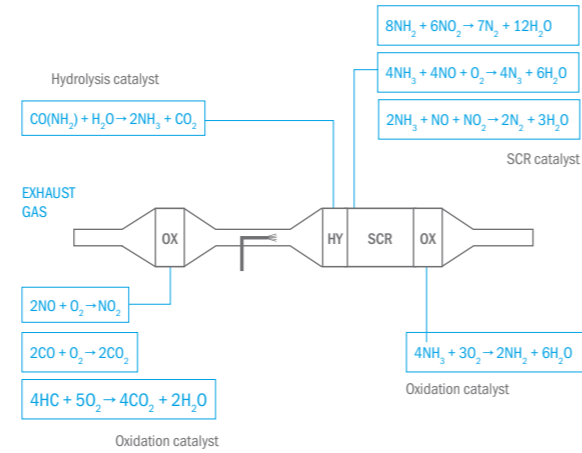 8NH₂ + 6NO₂→ 7N₂ + 12H₂O
Hydrolysis catalyst
4NH₃ + 4NO + O₂→ 4N₃ + 6H₂O
CO(NH₂) + H₂O→ 2NH₃ + CO₂
2NH₃ + NO + NO₂→ 2N₂ + 3H₂O
SCR catalyst
EXHAUST
GAS
OX
HY
SCR
OX
2NO + O₂→NO₂
2CO + O₂→ 2CO₂
4NH₃ + 3O₂→ 2NH₂ + 6H₂O
4HC + 5O₂→ 4CO₂ + 2H₂O
Oxidation catalyst
Oxidation catalyst